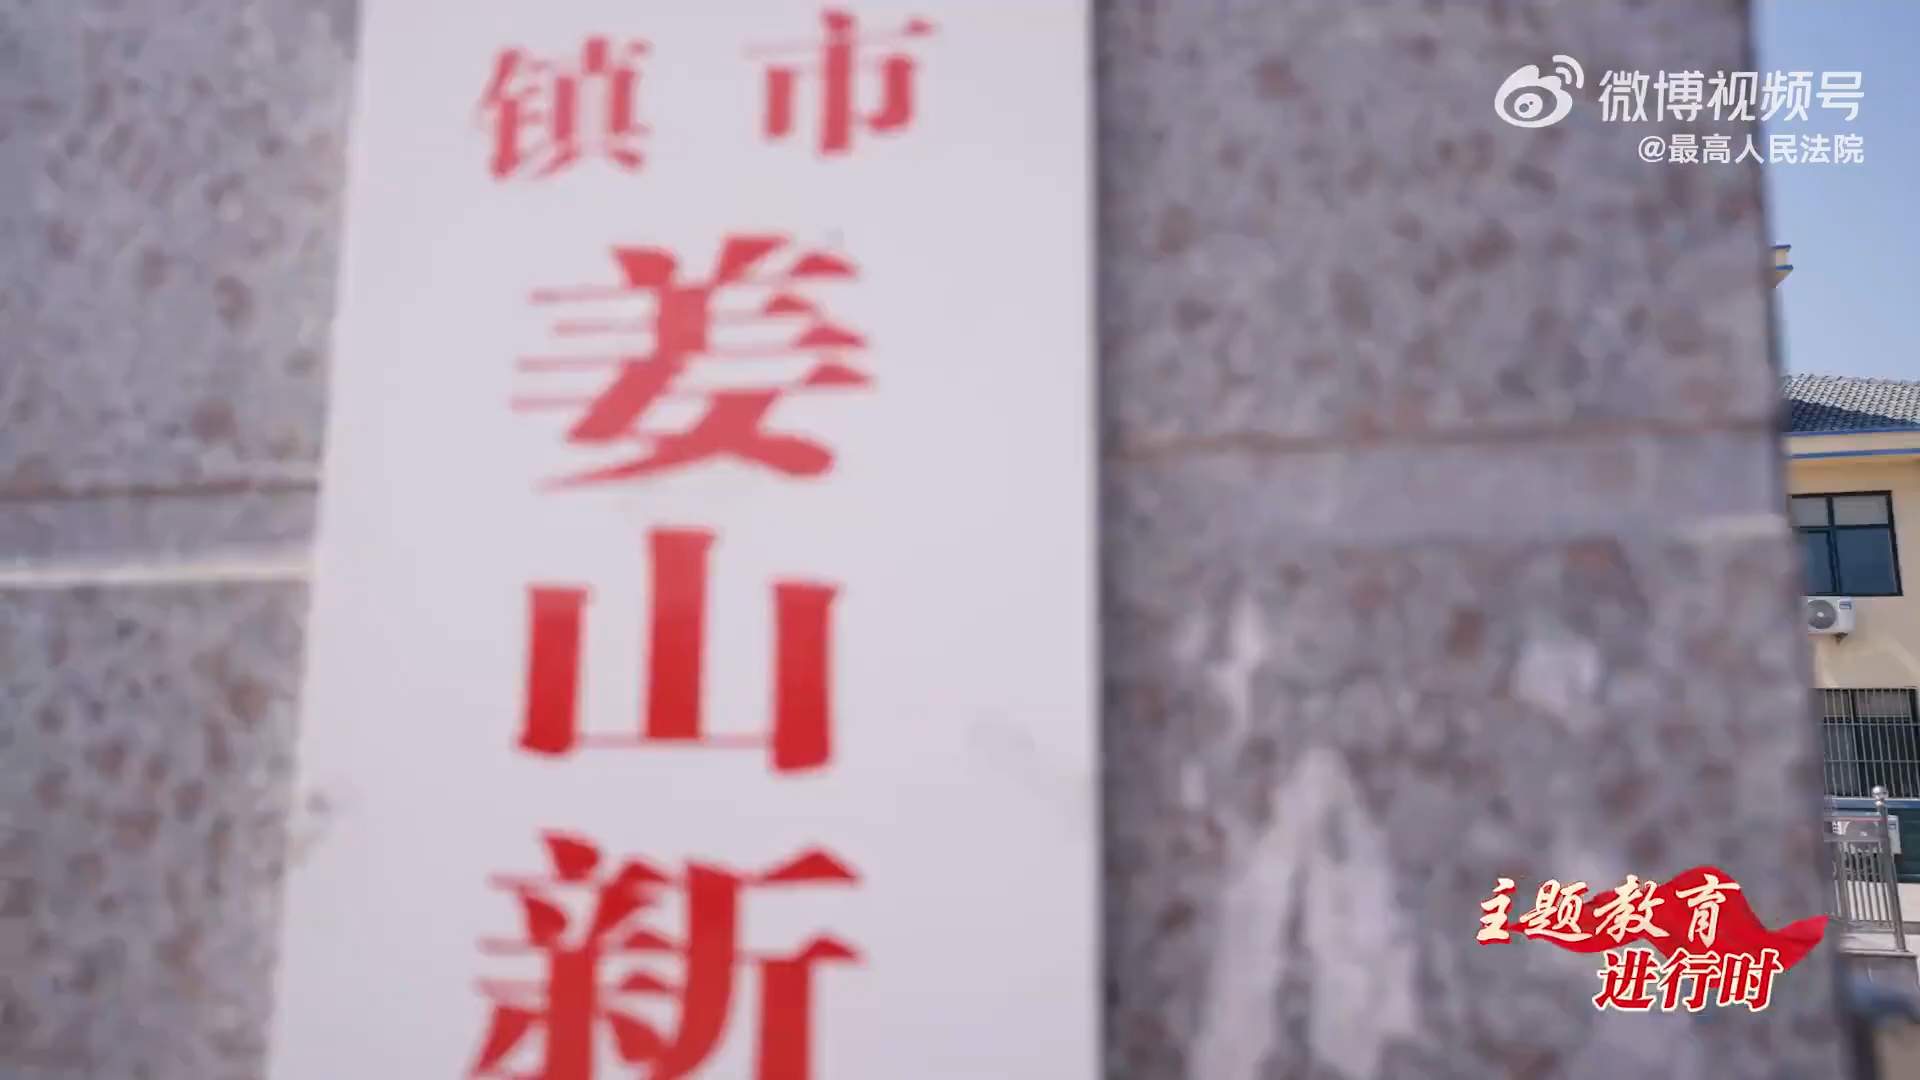 镇 市
姜
山
新
微博视频号
@最高人民法院
主题教育
进行时